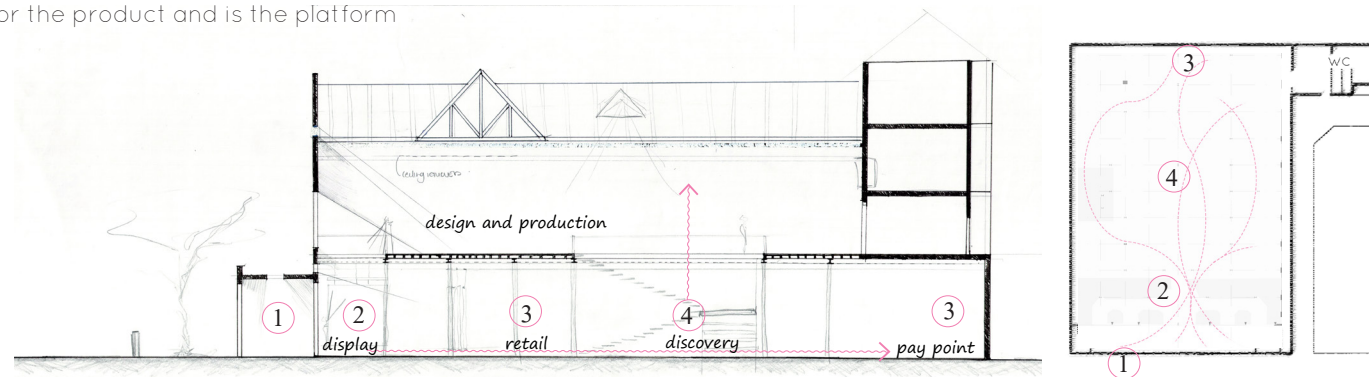 or the product and is the platform
design and production
1
2
3
4
3
display
retail
discovery
pay point
3
WC
4
2
1